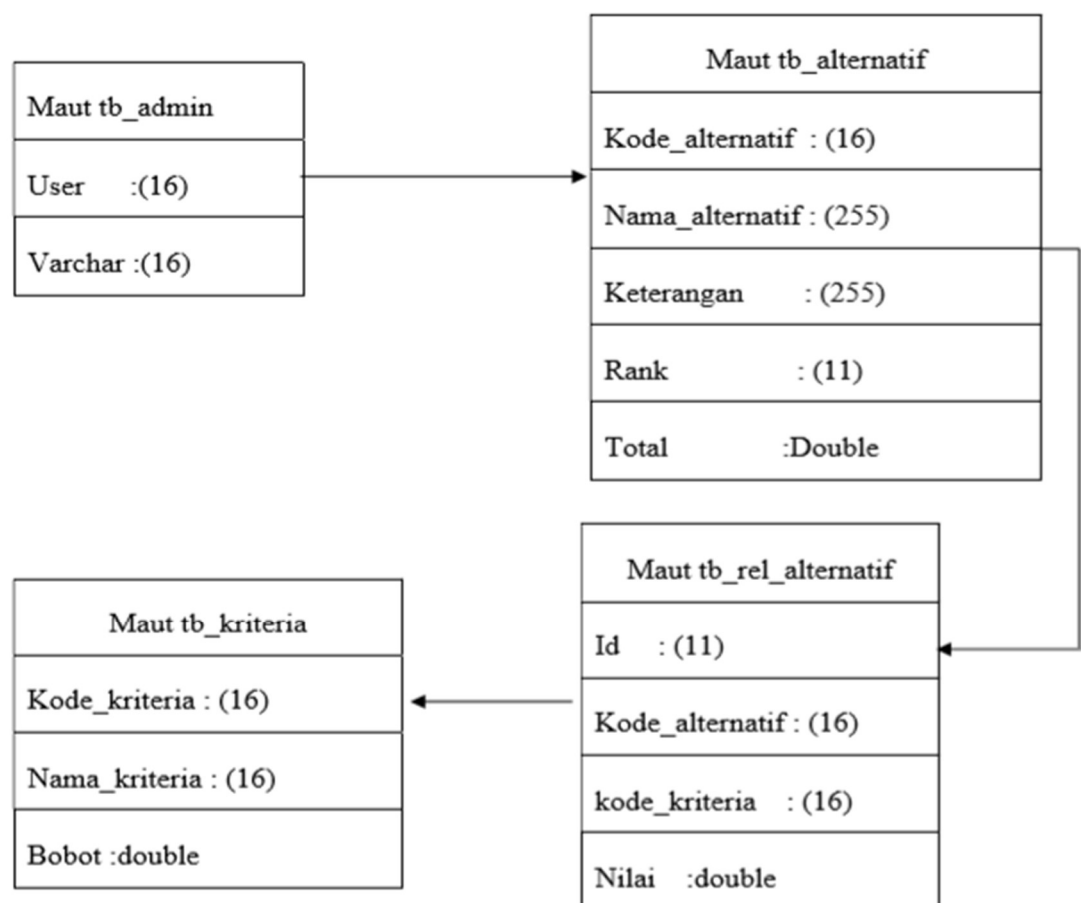 Maut tb_admin
User :(16)
Varchar :(16)
Maut tb_alternatif
Kode_alternatif : (16)
Nama_alternatif : (255)
Keterangan : (255)
Rank : (11)
Total :Double
Maut tb_kriteria
Kode_kriteria : (16)
Nama_kriteria : (16)
Bobot :double
Maut tb_rel_alternatif
Id : (11)
Kode_alternatif : (16)
kode_kriteria : (16)
Nilai :double